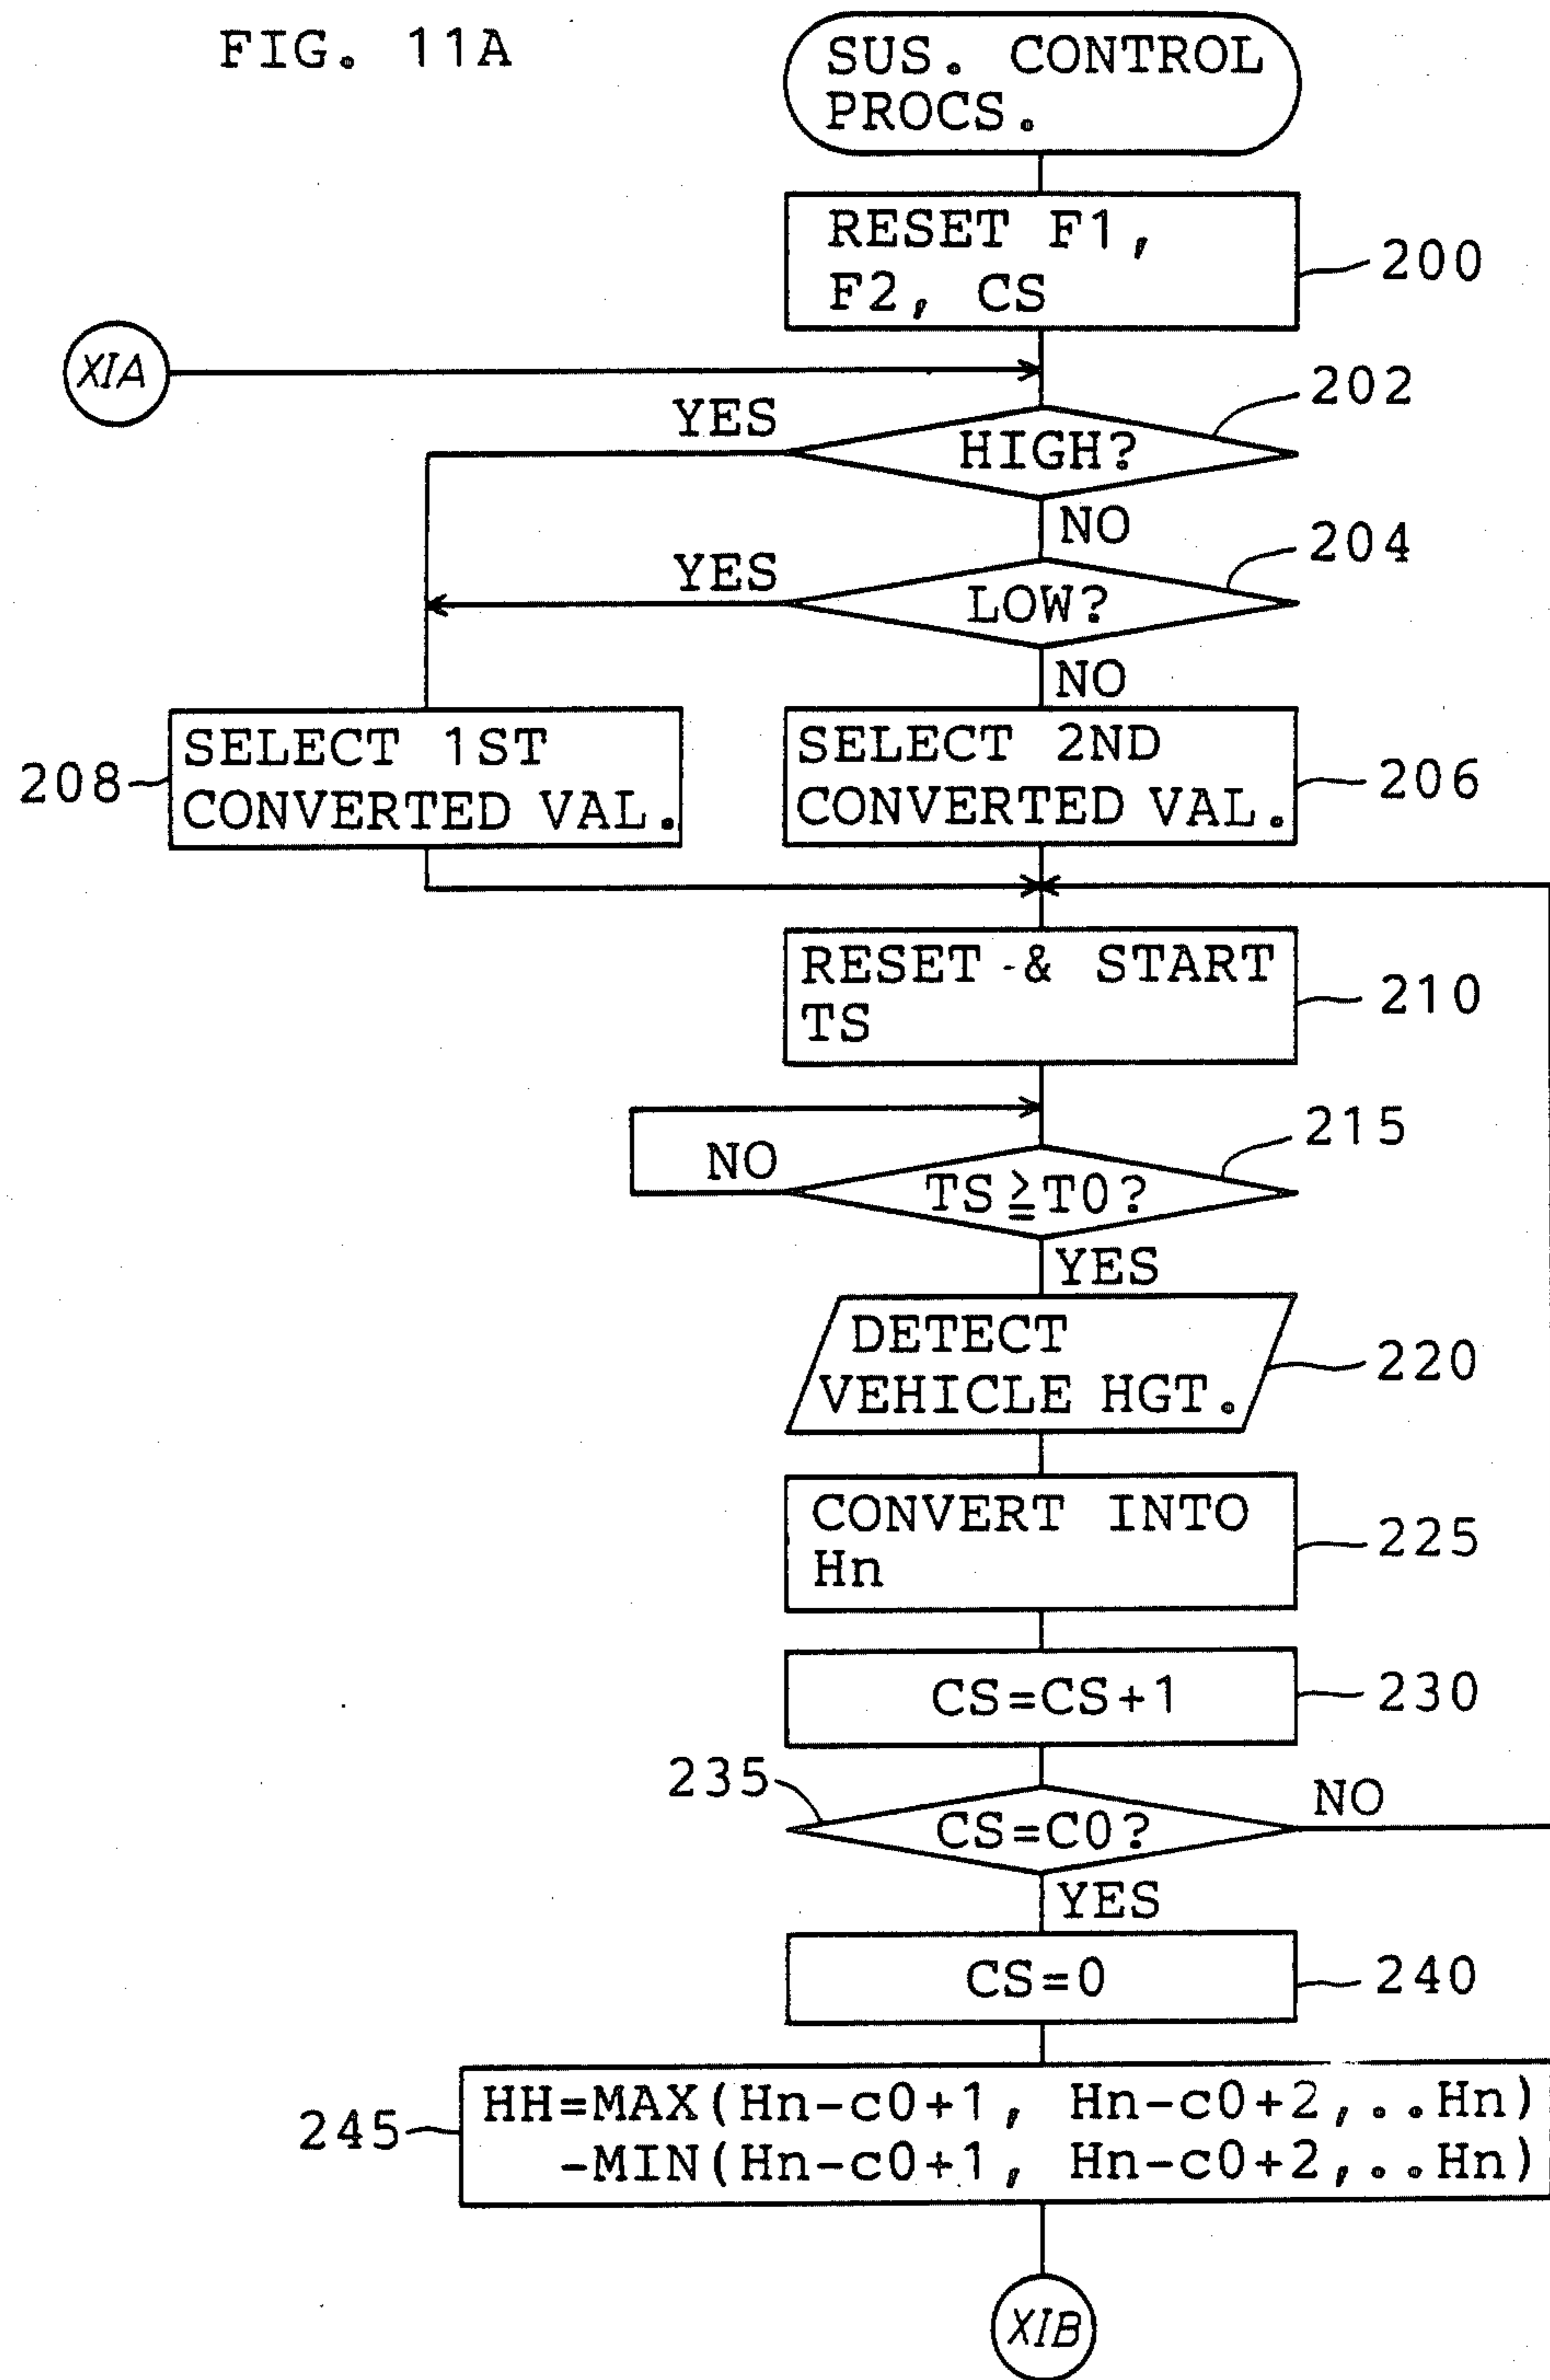 FIG. 11A
SUS. CONTROL
PROCS.
RESET F1,
F2, CS
200
XIA
202
YES
HIGH?
NO
204
YES
LOW?
NO
208
SELECT 1ST
CONVERTED VAL.
SELECT 2ND
CONVERTED VAL.
206
RESET & START
TS
210
215
NO
TS≧T0?
YES
DETECT
VEHICLE HGT.
220
CONVERT INTO
Hn
225
CS=CS+1
230
235
CS=C0?
NO
YES
CS=0
240
245
HH=MAX(Hn-c0+1, Hn-c0+2,..Hn)
-MIN(Hn-c0+1, Hn-c0+2,..Hn)
XIB